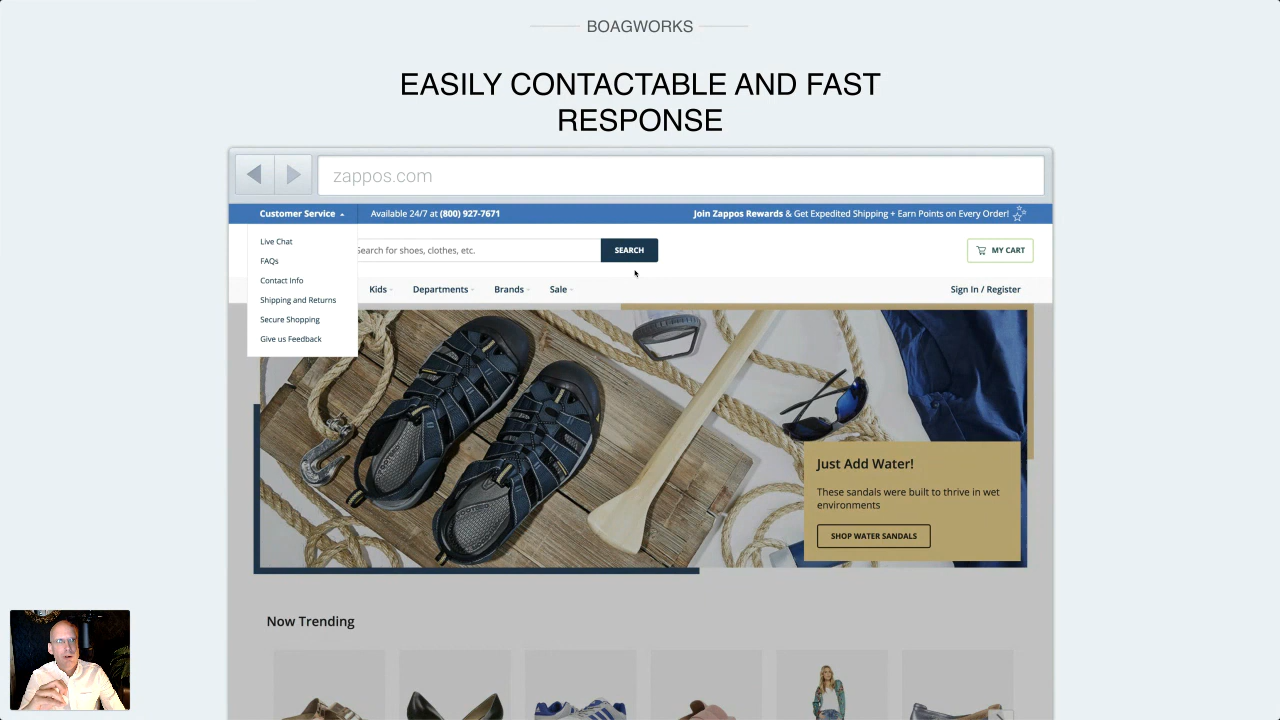 BOAGWORKS
EASILY CONTACTABLE AND FAST
RESPONSE
zappos.com
Customer Service
Available 24/7 at (800) 927-7671
Join Zappos Rewards & Get Expedited Shipping + Earn Points on Every Order!
Live Chat
FAQs
Contact Info
Shipping and Returns
Secure Shopping
Give us Feedback
Search for shoes, clothes, etc.
SEARCH
MY CART
Kids
Departments
Brands
Sale
Sign In / Register
Just Add Water!
These sandals were built to thrive in wet
environments
SHOP WATER SANDALS
Now Trending